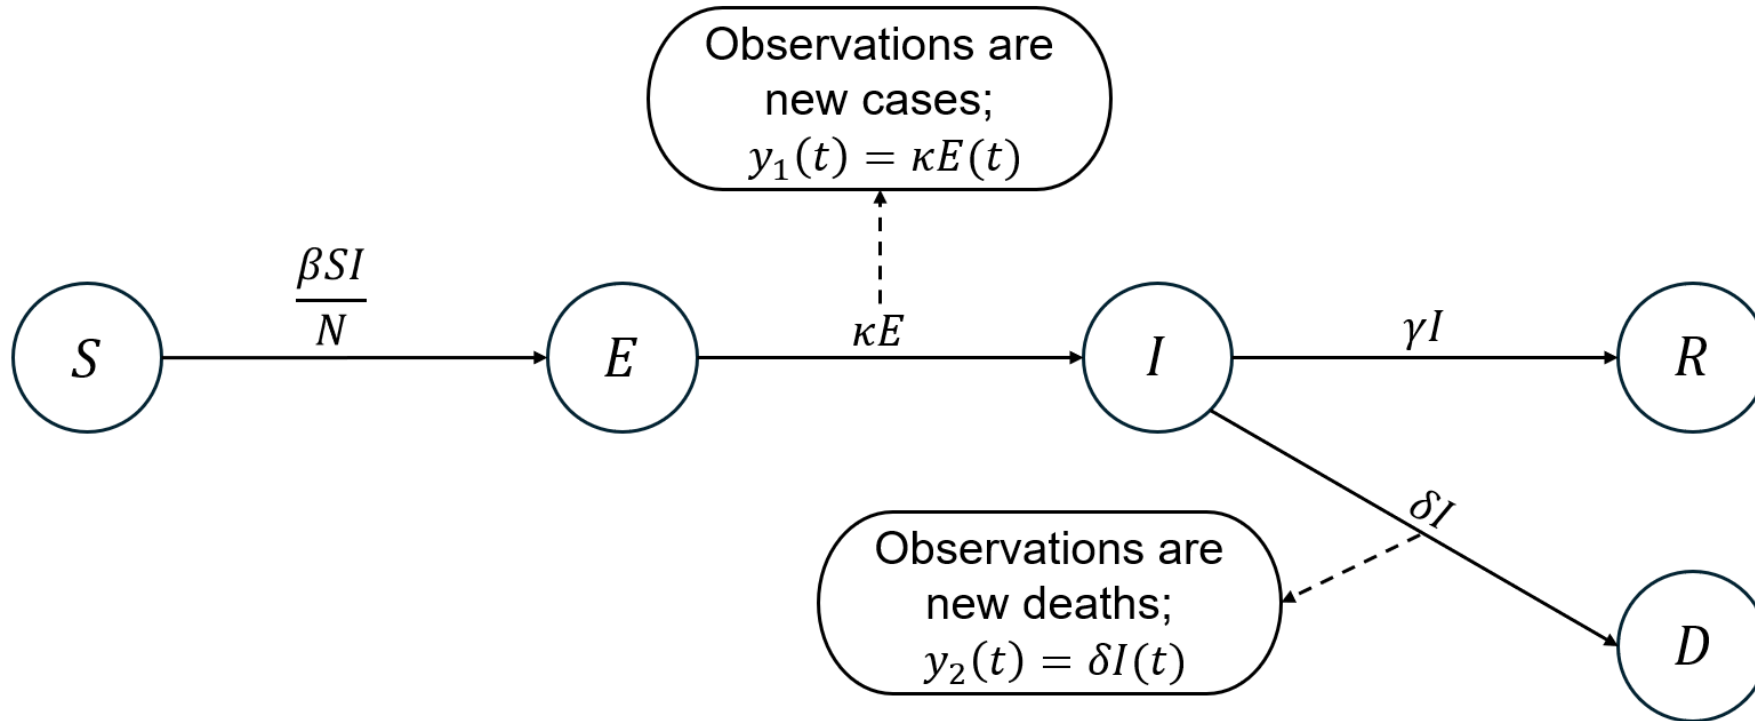 Observations are
new cases;
y₁(t) = κE(t)
βSI
N
S
E
κE
I
γI
R
δI
Observations are
new deaths;
y₂(t) = δI(t)
D